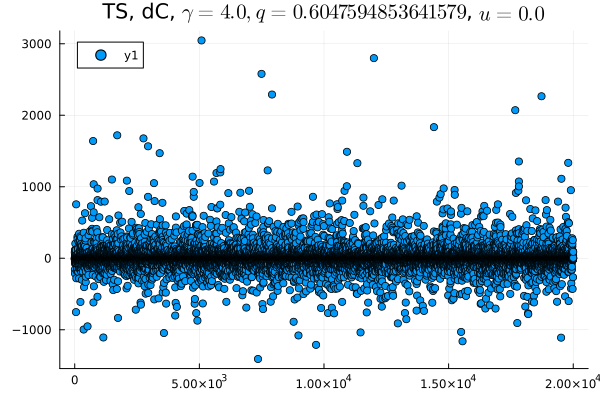 TS, dC, γ = 4.0, q = 0.6047594853641579, u = 0.0
y1
3000
2000
1000
0
−1000
0 5.00×10³ 1.00×10⁴ 1.50×10⁴ 2.00×10⁴